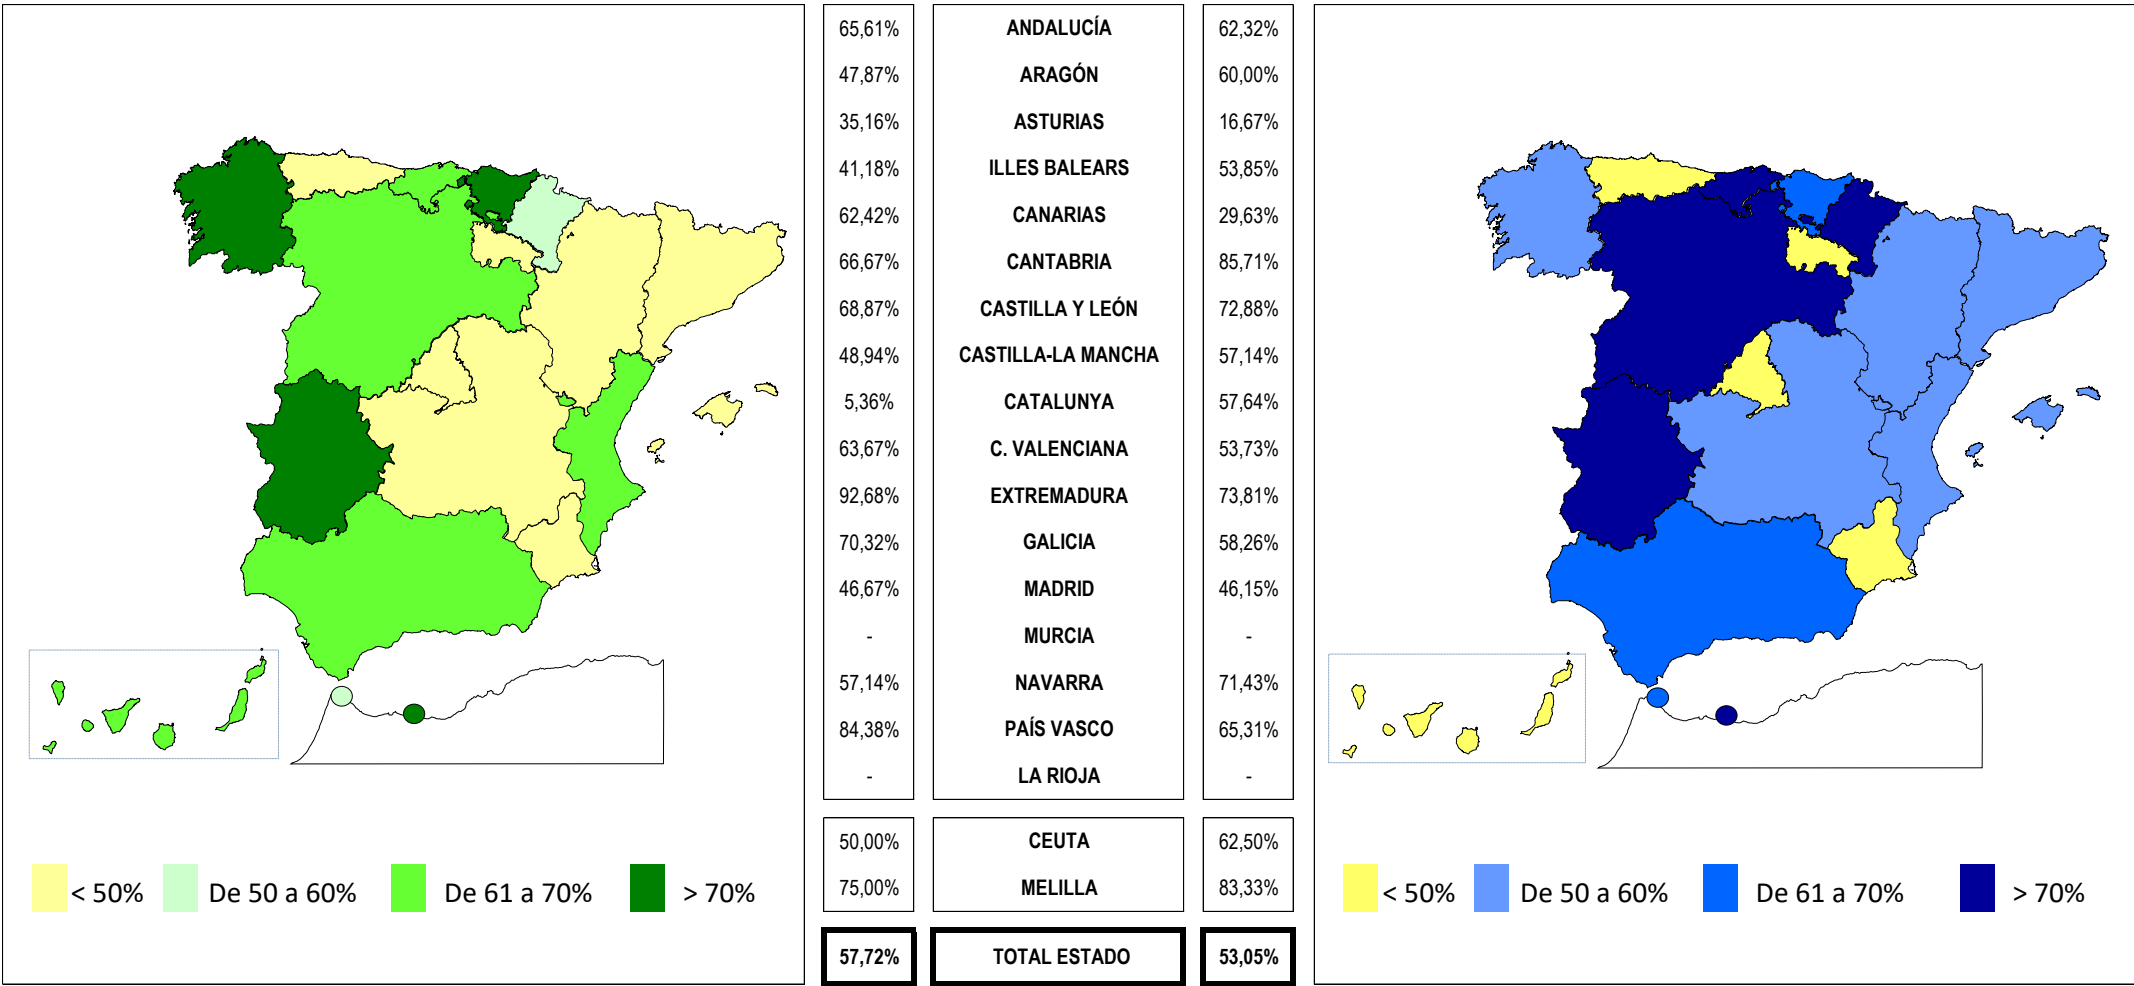 65,61% ANDALUCÍA 62,32%
47,87% ARAGÓN 60,00%
35,16% ASTURIAS 16,67%
41,18% ILLES BALEARS 53,85%
62,42% CANARIAS 29,63%
66,67% CANTABRIA 85,71%
68,87% CASTILLA Y LEÓN 72,88%
48,94% CASTILLA-LA MANCHA 57,14%
5,36% CATALUNYA 57,64%
63,67% C. VALENCIANA 53,73%
92,68% EXTREMADURA 73,81%
70,32% GALICIA 58,26%
46,67% MADRID 46,15%
- MURCIA -
57,14% NAVARRA 71,43%
84,38% PAÍS VASCO 65,31%
- LA RIOJA -
50,00% CEUTA 62,50%
75,00% MELILLA 83,33%
57,72% TOTAL ESTADO 53,05%
< 50% De 50 a 60% De 61 a 70% > 70%
< 50% De 50 a 60% De 61 a 70% > 70%